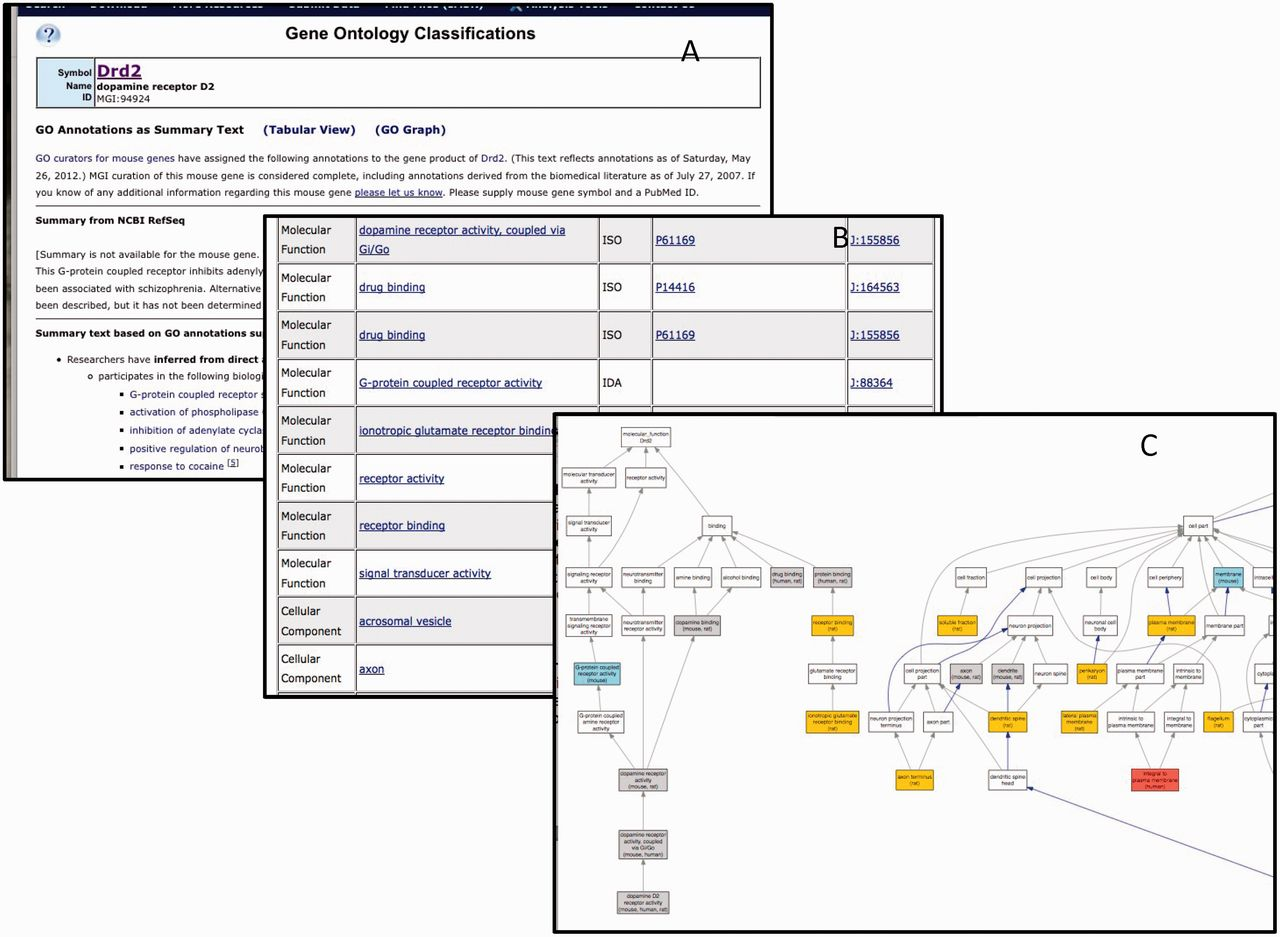 Gene Ontology Classifications
A
Symbol Drd2
Name dopamine receptor D2
ID MGI:94924
GO Annotations as Summary Text (Tabular View) (GO Graph)
GO curators for mouse genes have assigned the following annotations to the gene product of Drd2. (This text reflects annotations as of Saturday, May
26, 2012.) MGI curation of this mouse gene is considered complete, including annotations derived from the biomedical literature as of July 27, 2007. If
you know of any additional information regarding this mouse gene please let us know. Please supply mouse gene symbol and a PubMed ID.
Summary from NCBI RefSeq
[Summary is not available for the mouse gene.
This G-protein coupled receptor inhibits adenyly
been associated with schizophrenia. Alternative
been described, but it has not been determined
Summary text based on GO annotations su
• Researchers have inferred from direct a
o participates in the following biologi
▪ G-protein coupled receptor s
▪ activation of phospholipase
▪ inhibition of adenylate cycla
▪ positive regulation of neurob
▪ response to cocaine [5]
B
Molecular Function dopamine receptor activity, coupled via Gi/Go ISO P61169 J:155856
Molecular Function drug binding ISO P14416 J:164563
Molecular Function drug binding ISO P61169 J:155856
Molecular Function G-protein coupled receptor activity IDA J:88364
Molecular Function ionotropic glutamate receptor binding
Molecular Function receptor activity
Molecular Function receptor binding
Molecular Function signal transducer activity
Cellular Component acrosomal vesicle
Cellular Component axon
C
molecular_function Drd2
molecular transducer activity
receptor activity
signal transducer activity
binding
cell part
signaling receptor activity
neurotransmitter binding
amine binding
alcohol binding
drug binding (human, rat)
protein binding (human, rat)
cell fraction
cell projection
cell body
cell periphery
membrane (mouse)
transmembrane signaling receptor activity
neurotransmitter receptor activity
dopamine binding (mouse, rat)
receptor binding (rat)
soluble fraction (rat)
neuron projection
neuronal cell body
plasma membrane (rat)
membrane part
G-protein coupled receptor activity (mouse)
glutamate receptor binding
cell projection part
axon (mouse, rat)
dendrite (mouse, rat)
neuron spine
perikaryon (rat)
plasma membrane part
intrinsic to membrane
G-protein coupled amine receptor activity
ionotropic glutamate receptor binding (rat)
neuron projection terminus
axon part
dendritic spine (rat)
lateral plasma membrane (rat)
intrinsic to plasma membrane
integral to membrane
flagellum (rat)
cytoplasmic part
dopamine receptor activity (mouse, rat)
axon terminus (rat)
dendritic spine head
integral to plasma membrane (human)
dopamine receptor activity, coupled via Gi/Go (mouse, human)
dopamine D2 receptor activity (mouse, human, rat)